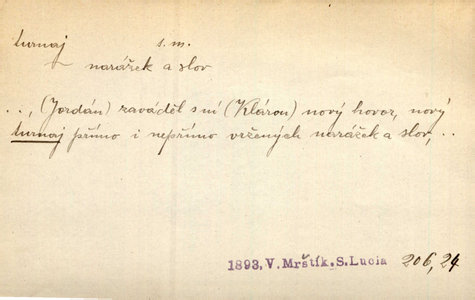 turnaj s. m.
narážek a slov
.., (Jordán) zaváděl s ní (Klárou) nový hovor, nový
turnaj přímo i nepřímo vržených narážek a slov, ..
1893, V. Mrštík, S. Lucia 206, 24